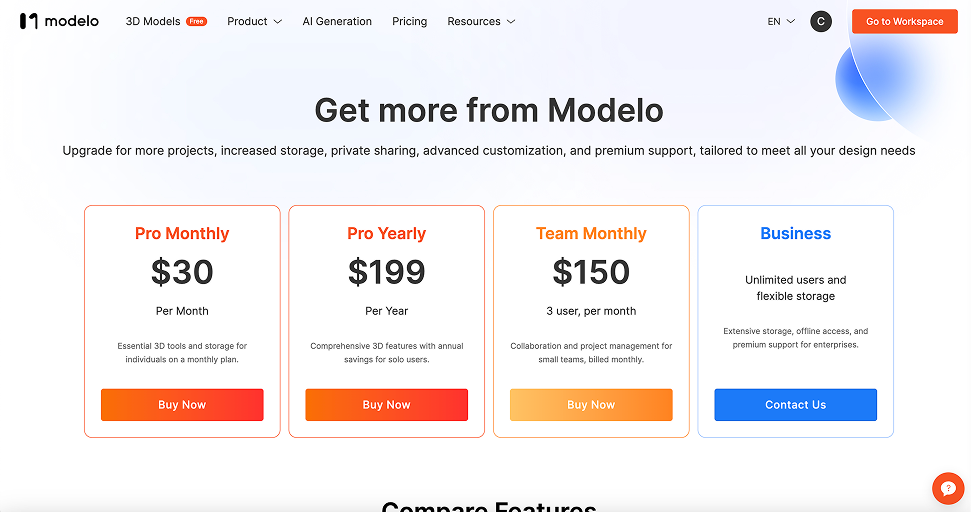 modelo
3D Models Free Product AI Generation Pricing Resources EN C Go to Workspace
Get more from Modelo
Upgrade for more projects, increased storage, private sharing, advanced customization, and premium support, tailored to meet all your design needs
Pro Monthly
$30
Per Month
Essential 3D tools and storage for
individuals on a monthly plan.
Buy Now
Pro Yearly
$199
Per Year
Comprehensive 3D features with annual
savings for solo users.
Buy Now
Team Monthly
$150
3 user, per month
Collaboration and project management for
small teams, billed monthly.
Buy Now
Business
Unlimited users and
flexible storage
Extensive storage, offline access, and
premium support for enterprises.
Contact Us
Compare Features
?